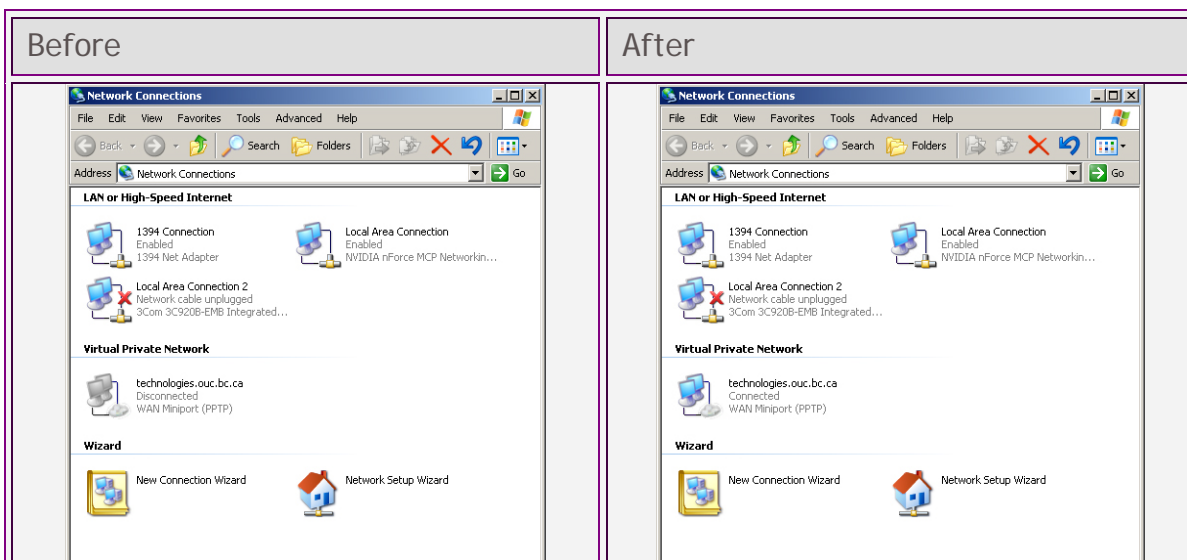 Before
After
Network Connections
File Edit View Favorites Tools Advanced Help
Back Search Folders
Address Network Connections Go
LAN or High-Speed Internet
1394 Connection
Enabled
1394 Net Adapter
Local Area Connection
Enabled
NVIDIA nForce MCP Networkin...
Local Area Connection 2
Network cable unplugged
3Com 3C920B-EMB Integrated...
Virtual Private Network
technologies.ouc.bc.ca
Disconnected
WAN Miniport (PPTP)
Wizard
New Connection Wizard
Network Setup Wizard
Network Connections
File Edit View Favorites Tools Advanced Help
Back Search Folders
Address Network Connections Go
LAN or High-Speed Internet
1394 Connection
Enabled
1394 Net Adapter
Local Area Connection
Enabled
NVIDIA nForce MCP Networkin...
Local Area Connection 2
Network cable unplugged
3Com 3C920B-EMB Integrated...
Virtual Private Network
technologies.ouc.bc.ca
Connected
WAN Miniport (PPTP)
Wizard
New Connection Wizard
Network Setup Wizard